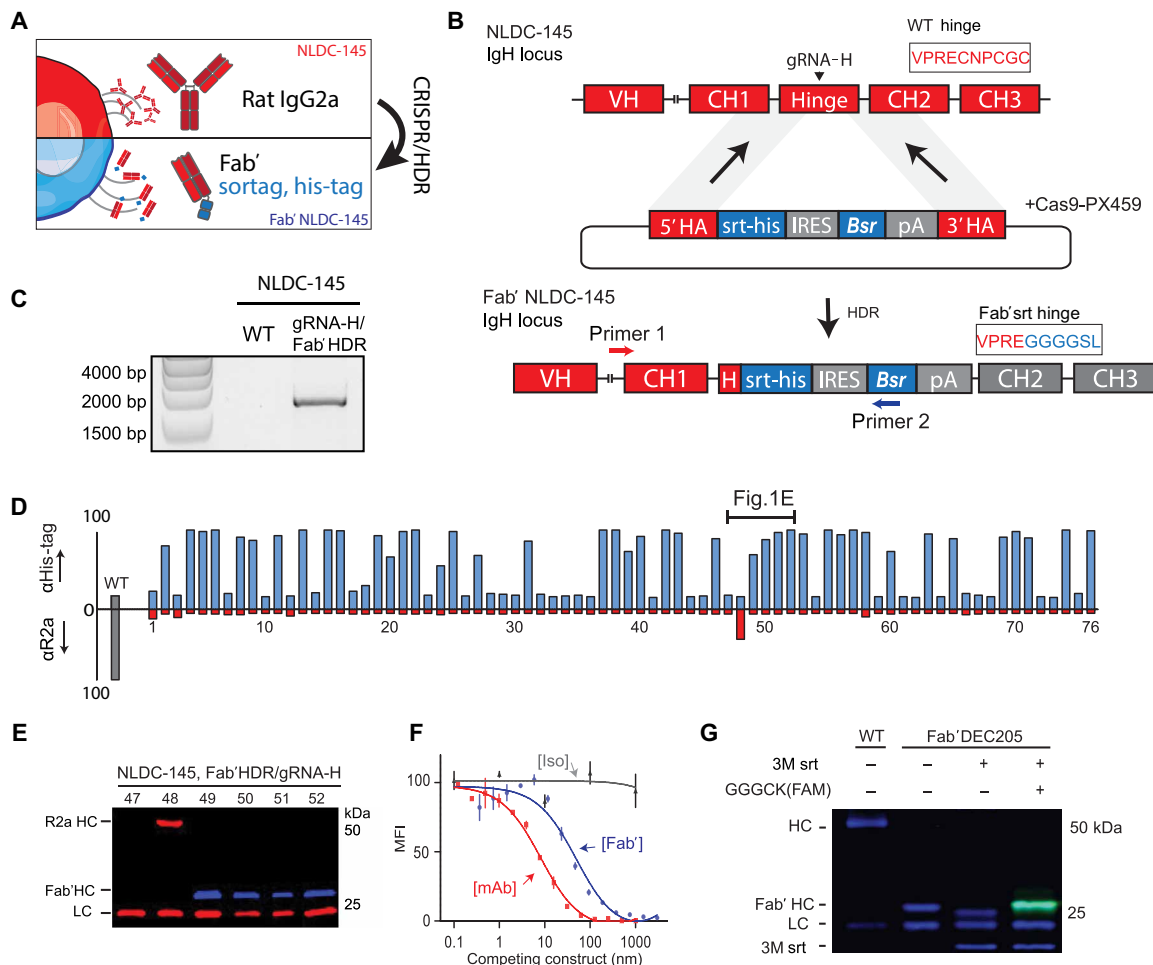 A
NLDC-145
Rat IgG2a
Fab'
sortag, his-tag
Fab' NLDC-145
CRISPR/HDR
B
NLDC-145
IgH locus
WT hinge
VPRECNPCGC
gRNA-H
VH
CH1
Hinge
CH2
CH3
+Cas9-PX459
5' HA
srt-his
IRES
Bsr
pA
3' HA
Fab' NLDC-145
IgH locus
HDR
Fab'srt hinge
VPREGGGGSL
Primer 1
VH
CH1
H
srt-his
IRES
Bsr
pA
CH2
CH3
Primer 2
C
NLDC-145
WT
gRNA-H/
Fab' HDR
4000 bp
2000 bp
1500 bp
D
100
αHis-tag
WT
0
αR2a
100
Fig.1E
1 10 20 30 40 50 60 70 76
E
NLDC-145, Fab'HDR/gRNA-H
47 48 49 50 51 52
kDa
R2a HC
50
Fab'HC
LC
25
F
[Iso]
100
MFI
50
0
[Fab']
[mAb]
0.1 1 10 100 1000
Competing construct (nm)
G
WT
Fab'DEC205
3M srt – – + +
GGGCK(FAM) – – – +
HC
50 kDa
Fab' HC
25
LC
3M srt